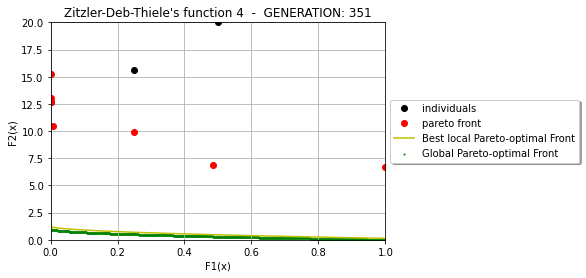 Zitzler-Deb-Thiele's function 4  -  GENERATION: 351
20.0
17.5
15.0
12.5
10.0
7.5
5.0
2.5
0.0
F2(x)
0.0 0.2 0.4 0.6 0.8 1.0
F1(x)
individuals
pareto front
Best local Pareto-optimal Front
Global Pareto-optimal Front